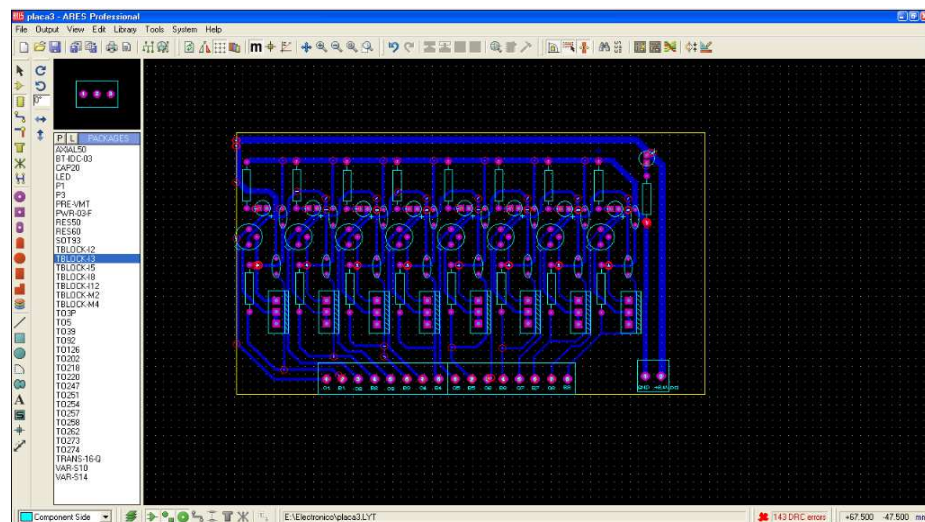 placa3 - ARES Professional
File Output View Edit Library Tools System Help
0°
P L PACKAGES
AXIAL50
BT-IDC-03
CAP20
LED
P1
P3
PRE-VMT
PWR-03-F
RES50
RES60
SOT93
TBLOCK-I2
TBLOCK-I3
TBLOCK-I5
TBLOCK-I8
TBLOCK-I12
TBLOCK-M2
TBLOCK-M4
TO3P
TO5
TO39
TO92
TO126
TO202
TO218
TO220
TO247
TO251
TO254
TO257
TO258
TO262
TO273
TO274
TRANS-16-Q
VAR-S10
VAR-S14
Component Side
E:\Electronico\placa3.LYT
143 DRC errors
+67.500 -47.500 mm